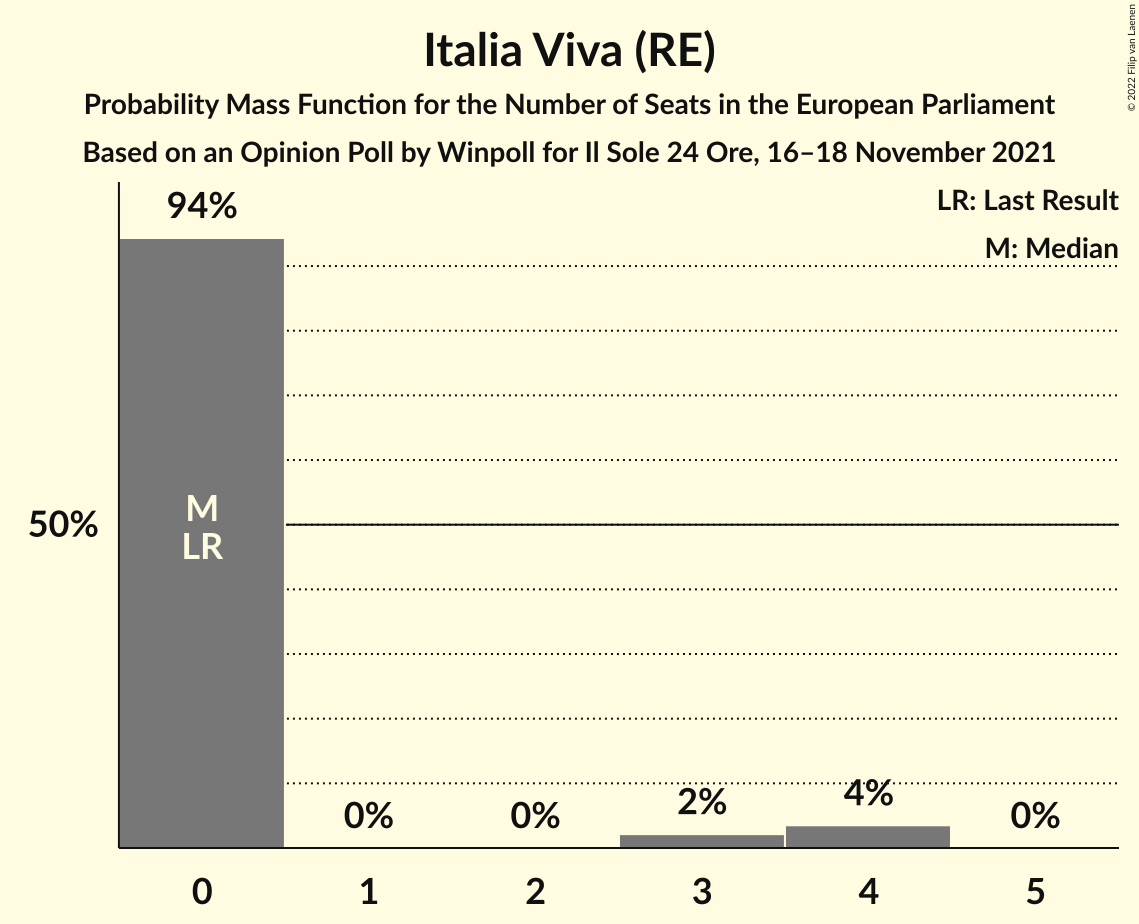 Italia Viva (RE)
Probability Mass Function for the Number of Seats in the European Parliament
Based on an Opinion Poll by Winpoll for Il Sole 24 Ore, 16–18 November 2021
© 2022 Filip van Laenen
LR: Last Result
M: Median
94%
50%
M
LR
0%
0%
2%
4%
0%
0
1
2
3
4
5